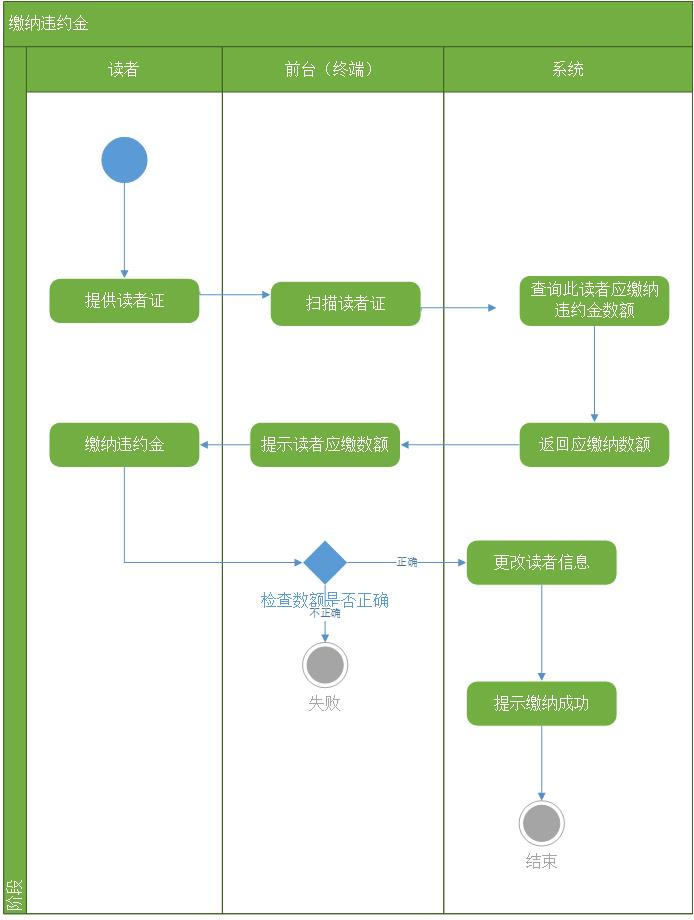 缴纳违约金
读者
前台（终端）
系统
提供读者证
扫描读者证
查询此读者应缴纳
违约金数额
缴纳违约金
提示读者应缴数额
返回应缴纳数额
正确
更改读者信息
检查数额是否正确
不正确
失败
提示缴纳成功
结束
阶段